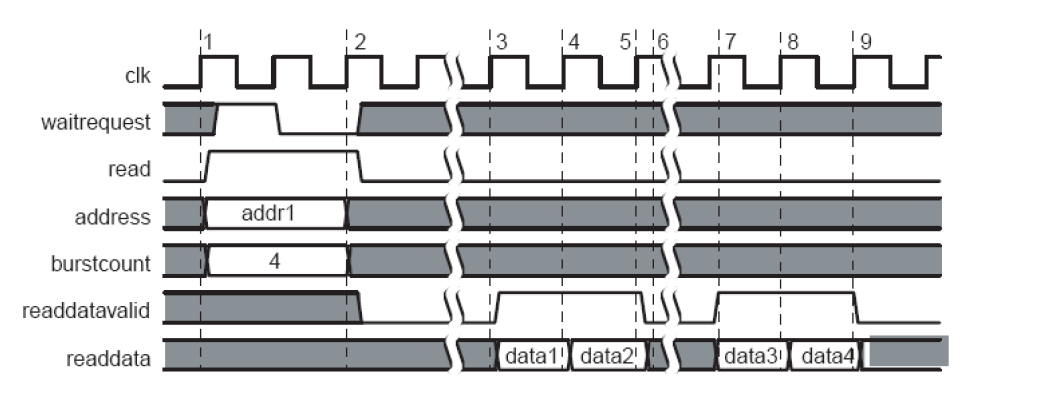 1 2 3 4 5 6 7 8 9
clk
waitrequest
read
address addr1
burstcount 4
readdatavalid
readdata data1 data2 data3 data4